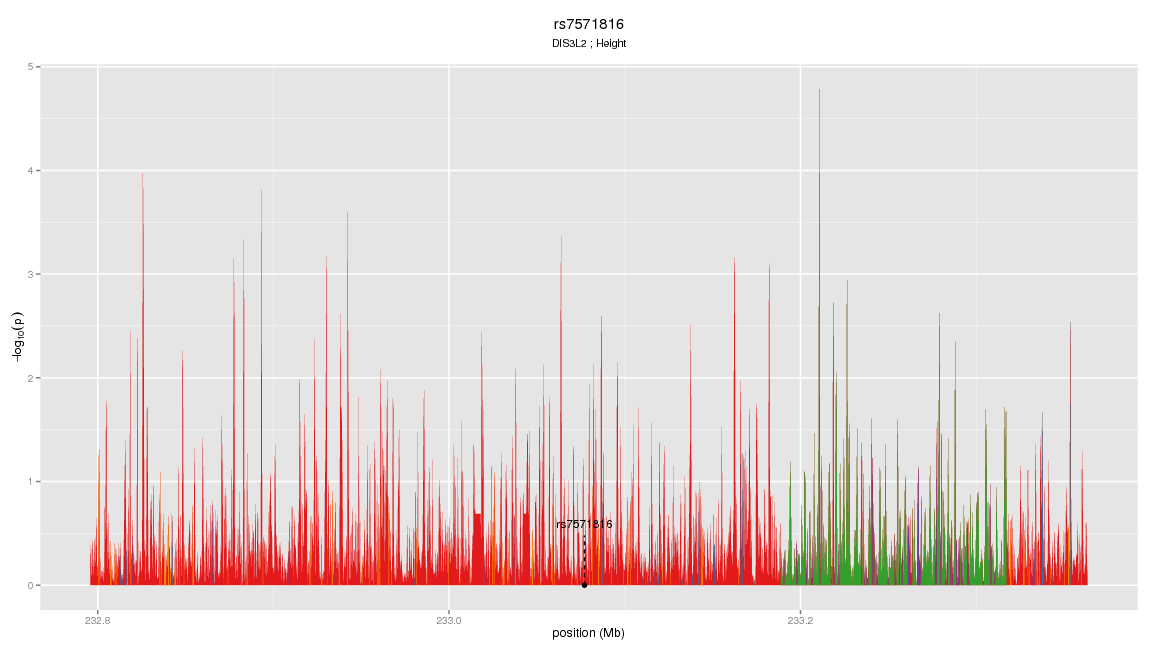 rs7571816
DIS3L2 ; Height
5
4
3
2
1
0
−log10(p)
rs7571816
232.8
233.0
233.2
position (Mb)